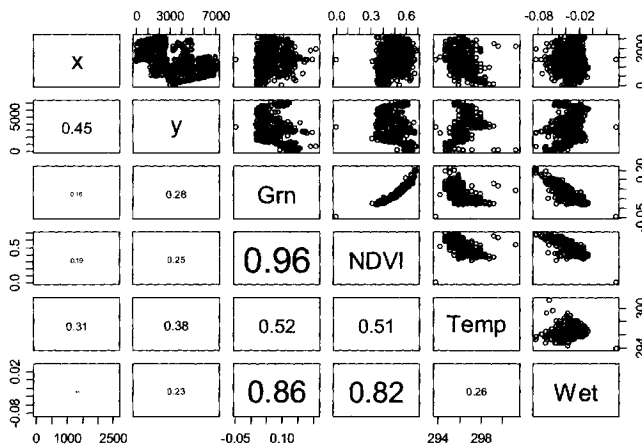 0 3000 7000 0.0 0.3 0.6 -0.08 -0.02
x 0 2000
0 5000 0.45 y
0.16 0.28 Grn -0.05 0.20
0.0 0.5 0.19 0.25 0.96 NDVI
0.31 0.38 0.52 0.51 Temp 294 300
-0.08 0.02 0.23 0.86 0.82 0.26 Wet
0 1000 2500 -0.05 0.10 294 298